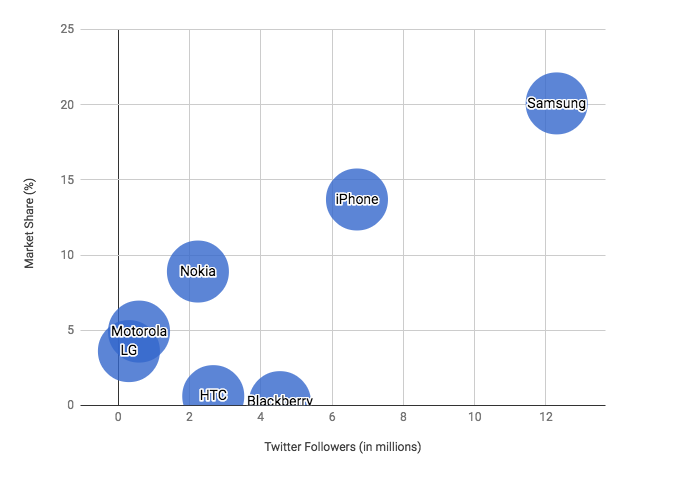 25
20
15
10
5
0
Market Share (%)
Samsung
iPhone
Nokia
Motorola
LG
HTC
Blackberry
0 2 4 6 8 10 12
Twitter Followers (in millions)